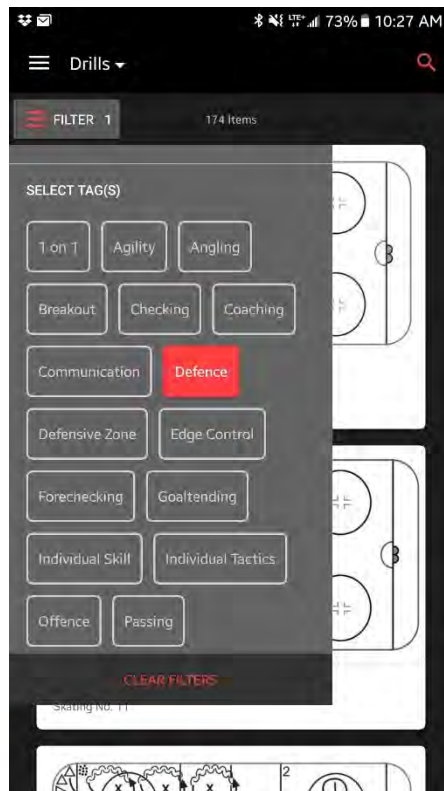 LTE+ 73% 10:27 AM
Drills
FILTER 1 174 Items
SELECT TAG(S)
1 on 1 Agility Angling
Breakout Checking Coaching
Communication Defence
Defensive Zone Edge Control
Forechecking Goaltending
Individual Skill Individual Tactics
Offence Passing
CLEAR FILTERS
Skating No. 11
X X X 2